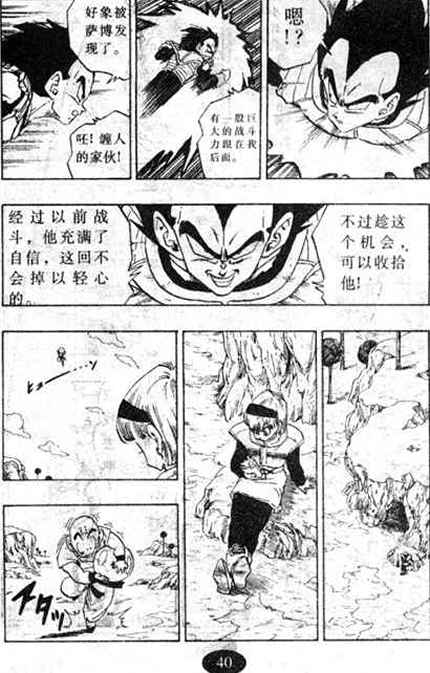 嗯
!?
有一股巨
大的战斗
力跟在我
后面。
好象被
萨博发
现了。
呸!缠人
的家伙!
不过趁这
个机会,
可以收拾
他!
经过以前战
斗，他充满了
自信，这回不
会掉以轻心
的。
40